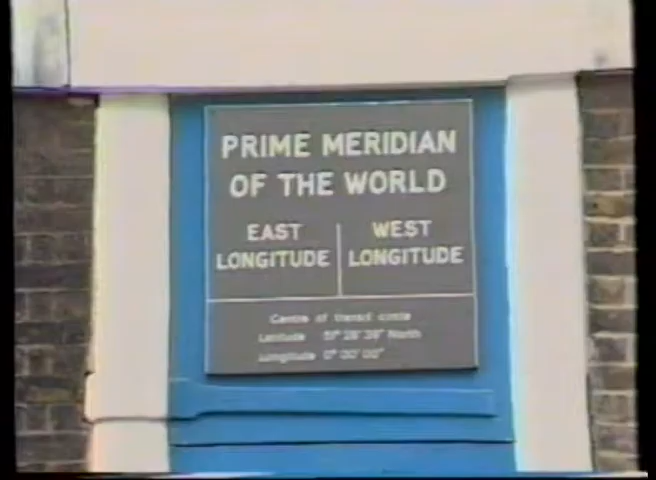 PRIME MERIDIAN
OF THE WORLD
EAST
LONGITUDE
WEST
LONGITUDE
Centre of transit circle
Latitude 51° 28' 38" North
Longitude 0° 00' 00"